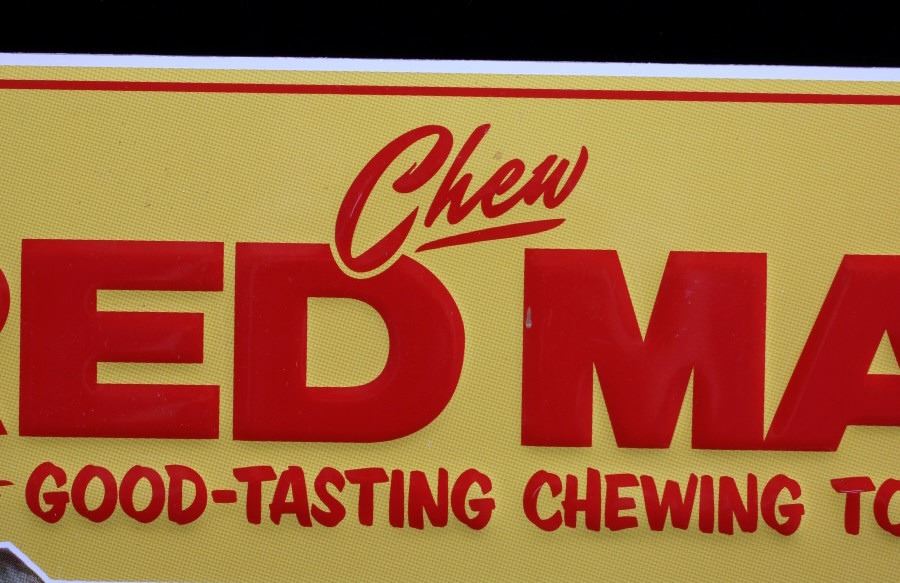 Chew
RED MA
GOOD-TASTING CHEWING TO